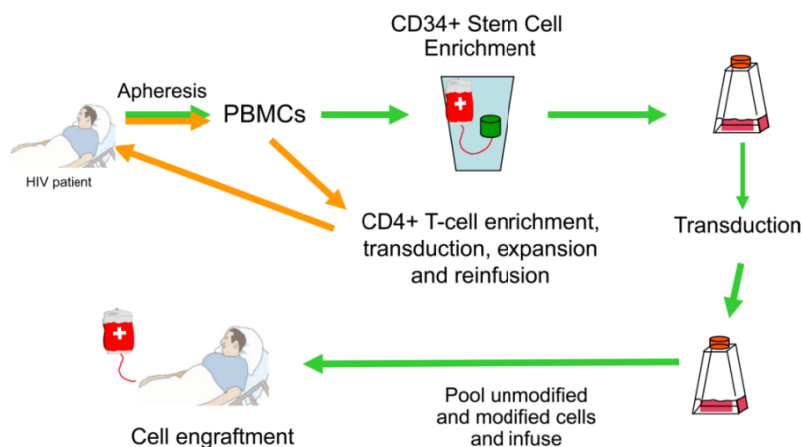 CD34+ Stem Cell
Enrichment
Apheresis
PBMCs
HIV patient
CD4+ T-cell enrichment,
transduction, expansion
and reinfusion
Transduction
Pool unmodified
and modified cells
and infuse
Cell engraftment